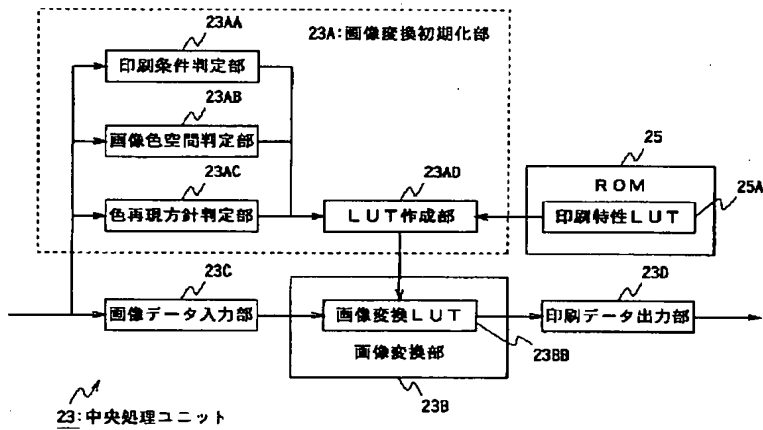 23AA
23A:画像変換初期化部
印刷条件判定部
23AB
画像色空間判定部
23AC
色再現方針判定部
23AD
LUT作成部
25
ROM
25A
印刷特性LUT
23C
画像データ入力部
画像変換LUT
画像変換部
23BB
23B
23D
印刷データ出力部
23:中央処理ユニット